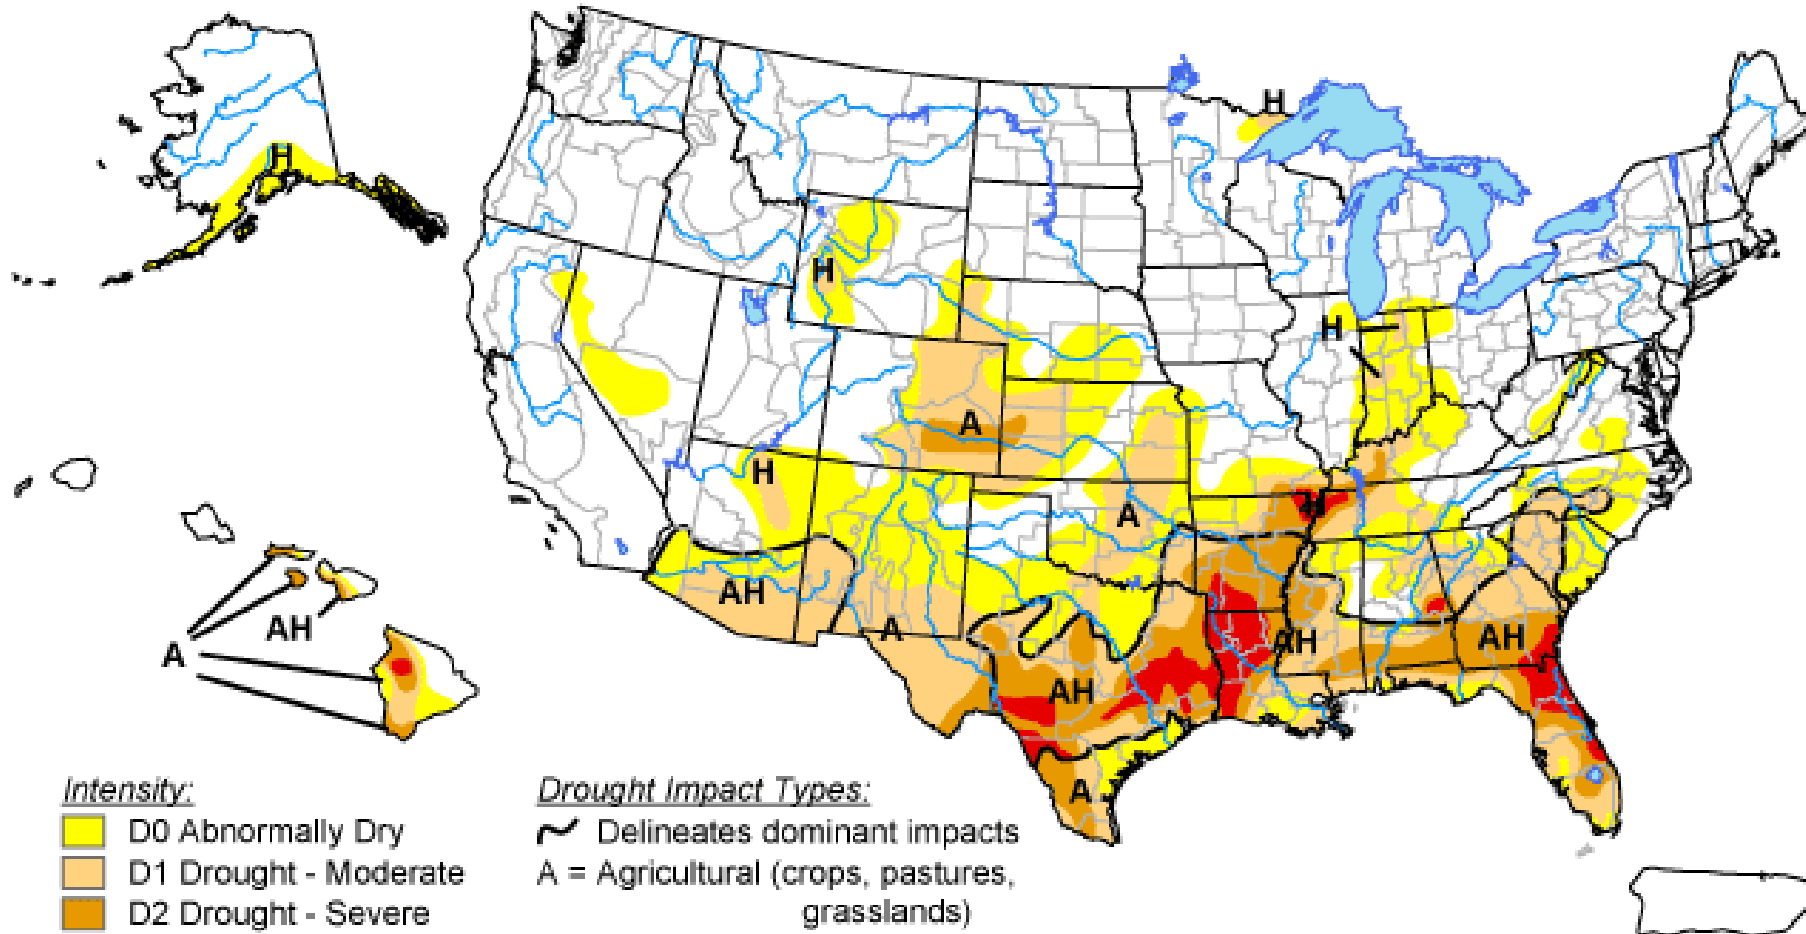 H
H
H
H
H
A
H
A
H
AH
AH
A
A
AH
AH
AH
A
A
Intensity:
D0 Abnormally Dry
D1 Drought - Moderate
D2 Drought - Severe
Drought Impact Types:
Delineates dominant impacts
A = Agricultural (crops, pastures,
grasslands)